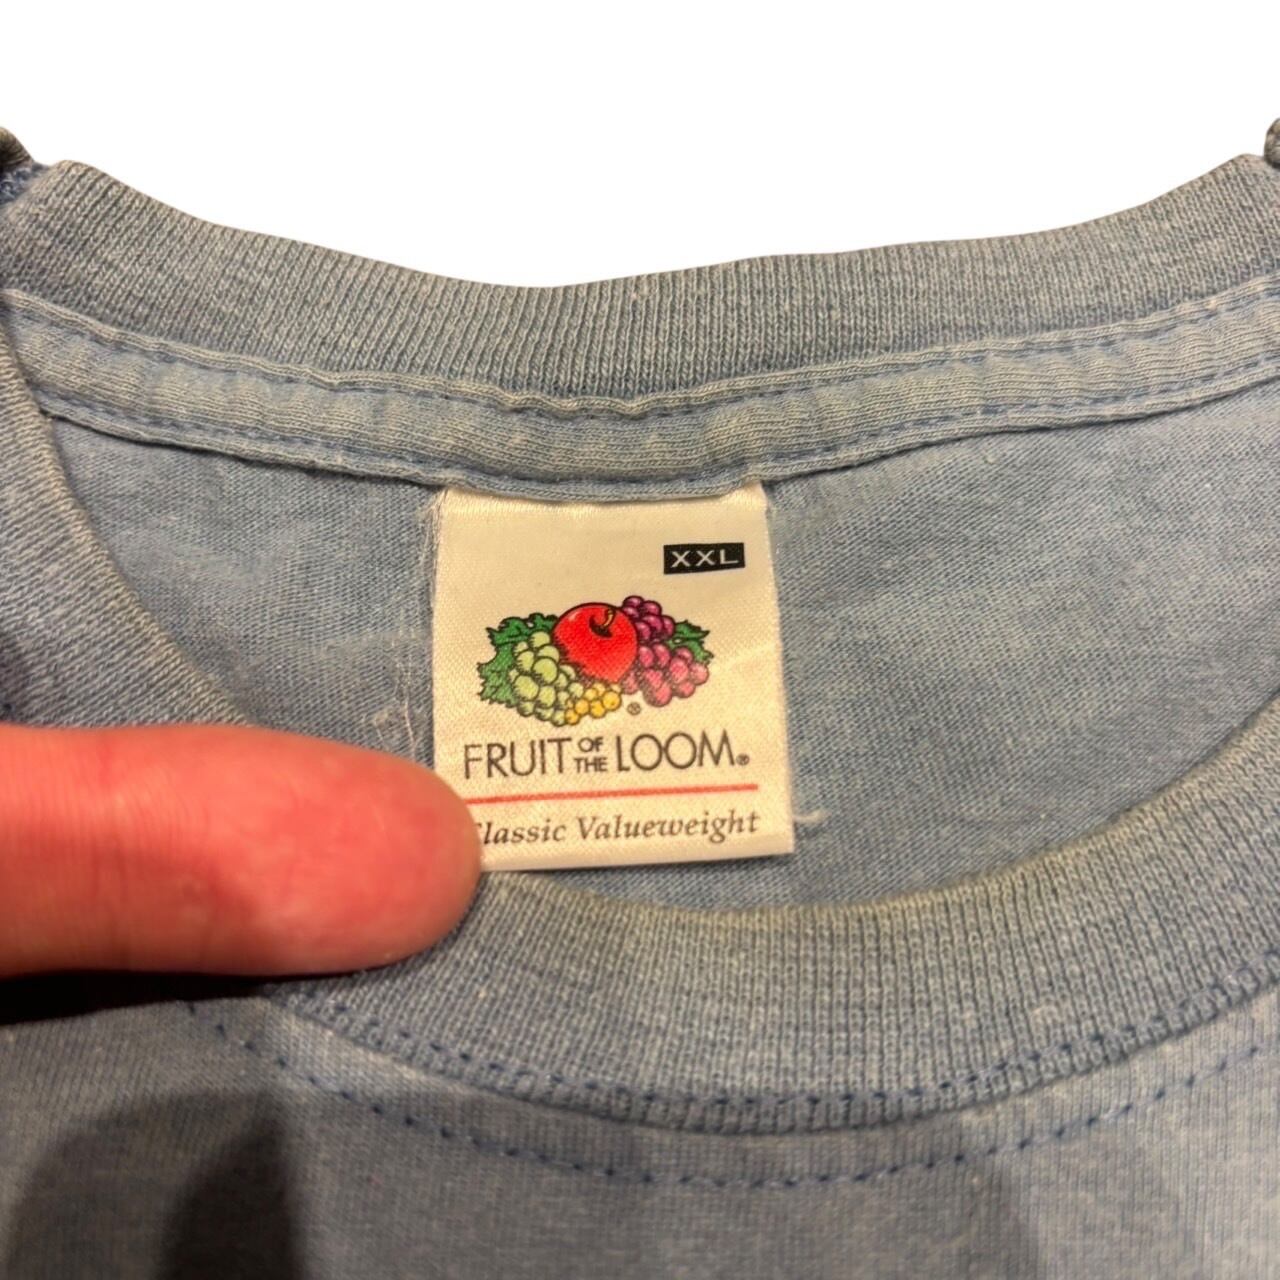 XXL
FRUIT OF THE LOOM®
Classic Valueweight